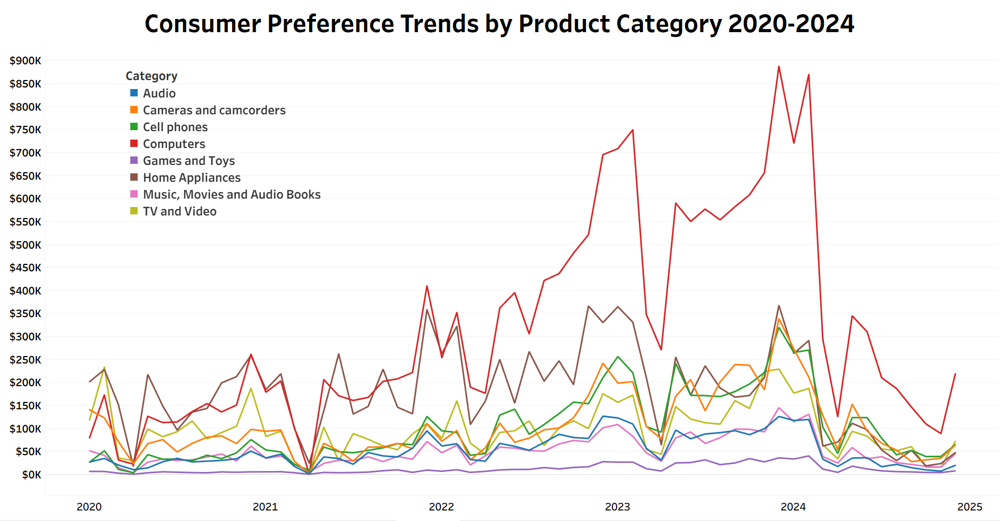 Consumer Preference Trends by Product Category 2020-2024
$900K
$850K
$800K
$750K
$700K
$650K
$600K
$550K
$500K
$450K
$400K
$350K
$300K
$250K
$200K
$150K
$100K
$50K
$0K
Category
Audio
Cameras and camcorders
Cell phones
Computers
Games and Toys
Home Appliances
Music, Movies and Audio Books
TV and Video
2020 2021 2022 2023 2024 2025